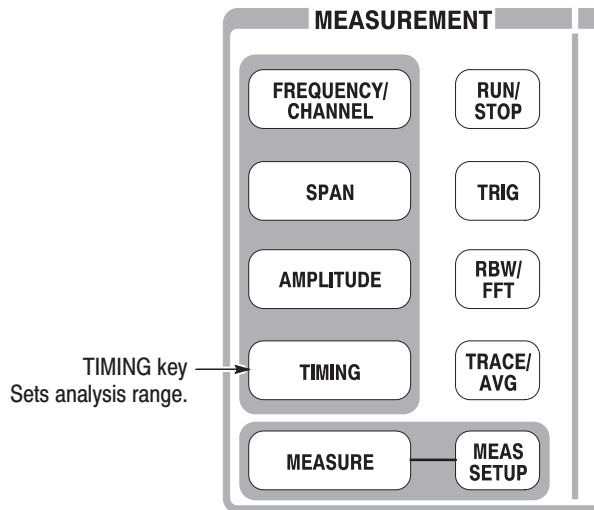 MEASUREMENT
FREQUENCY/
CHANNEL
RUN/
STOP
SPAN
TRIG
AMPLITUDE
RBW/
FFT
TIMING key
Sets analysis range.
TIMING
TRACE/
AVG
MEASURE
MEAS
SETUP